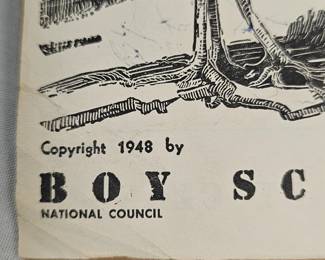 Copyright 1948 by
BOY SC
NATIONAL COUNCIL